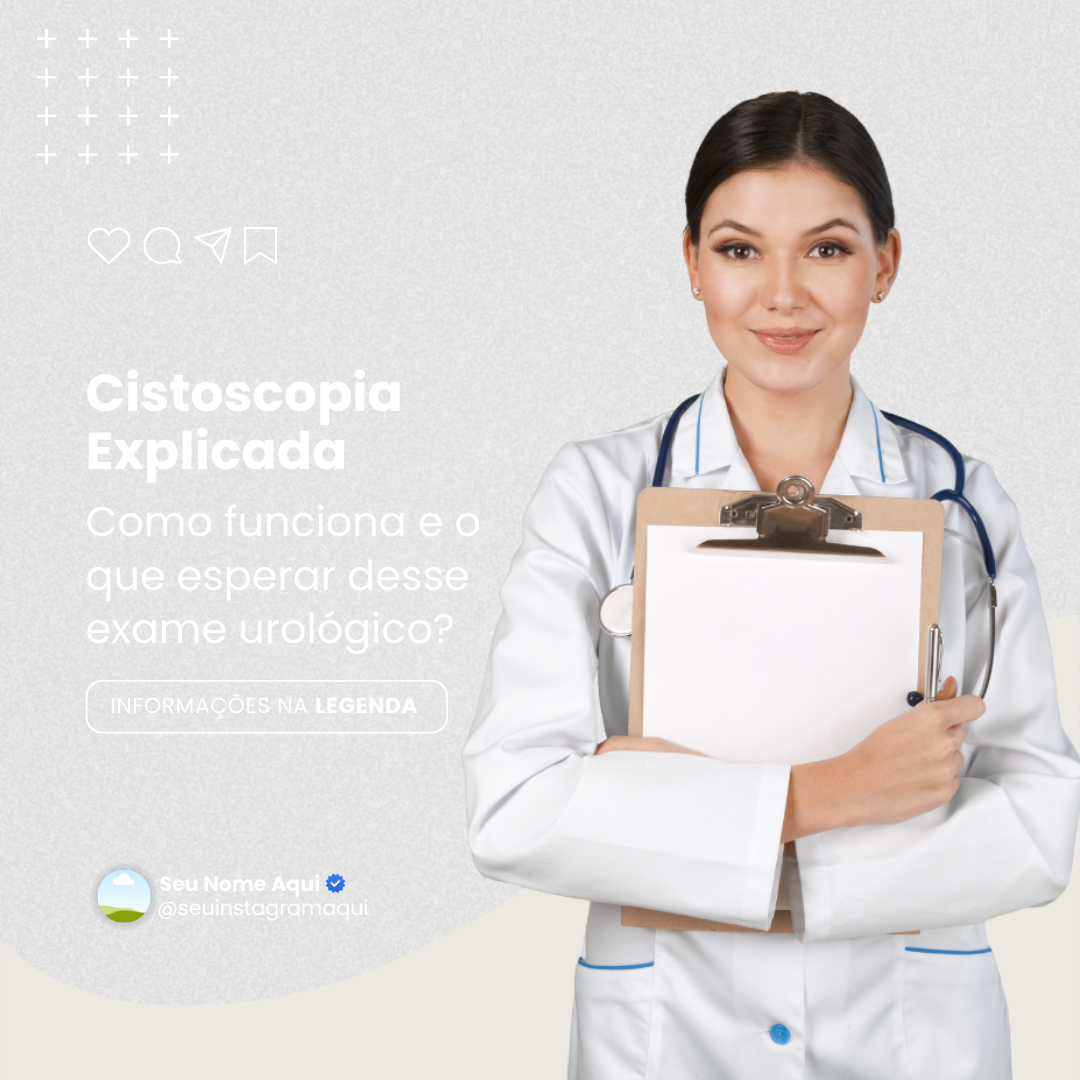 Cistoscopia
Explicada
Como funciona e o
que esperar desse
exame urológico?
INFORMAÇÕES NA LEGENDA
Seu Nome Aqui
@seuinstagramaqui